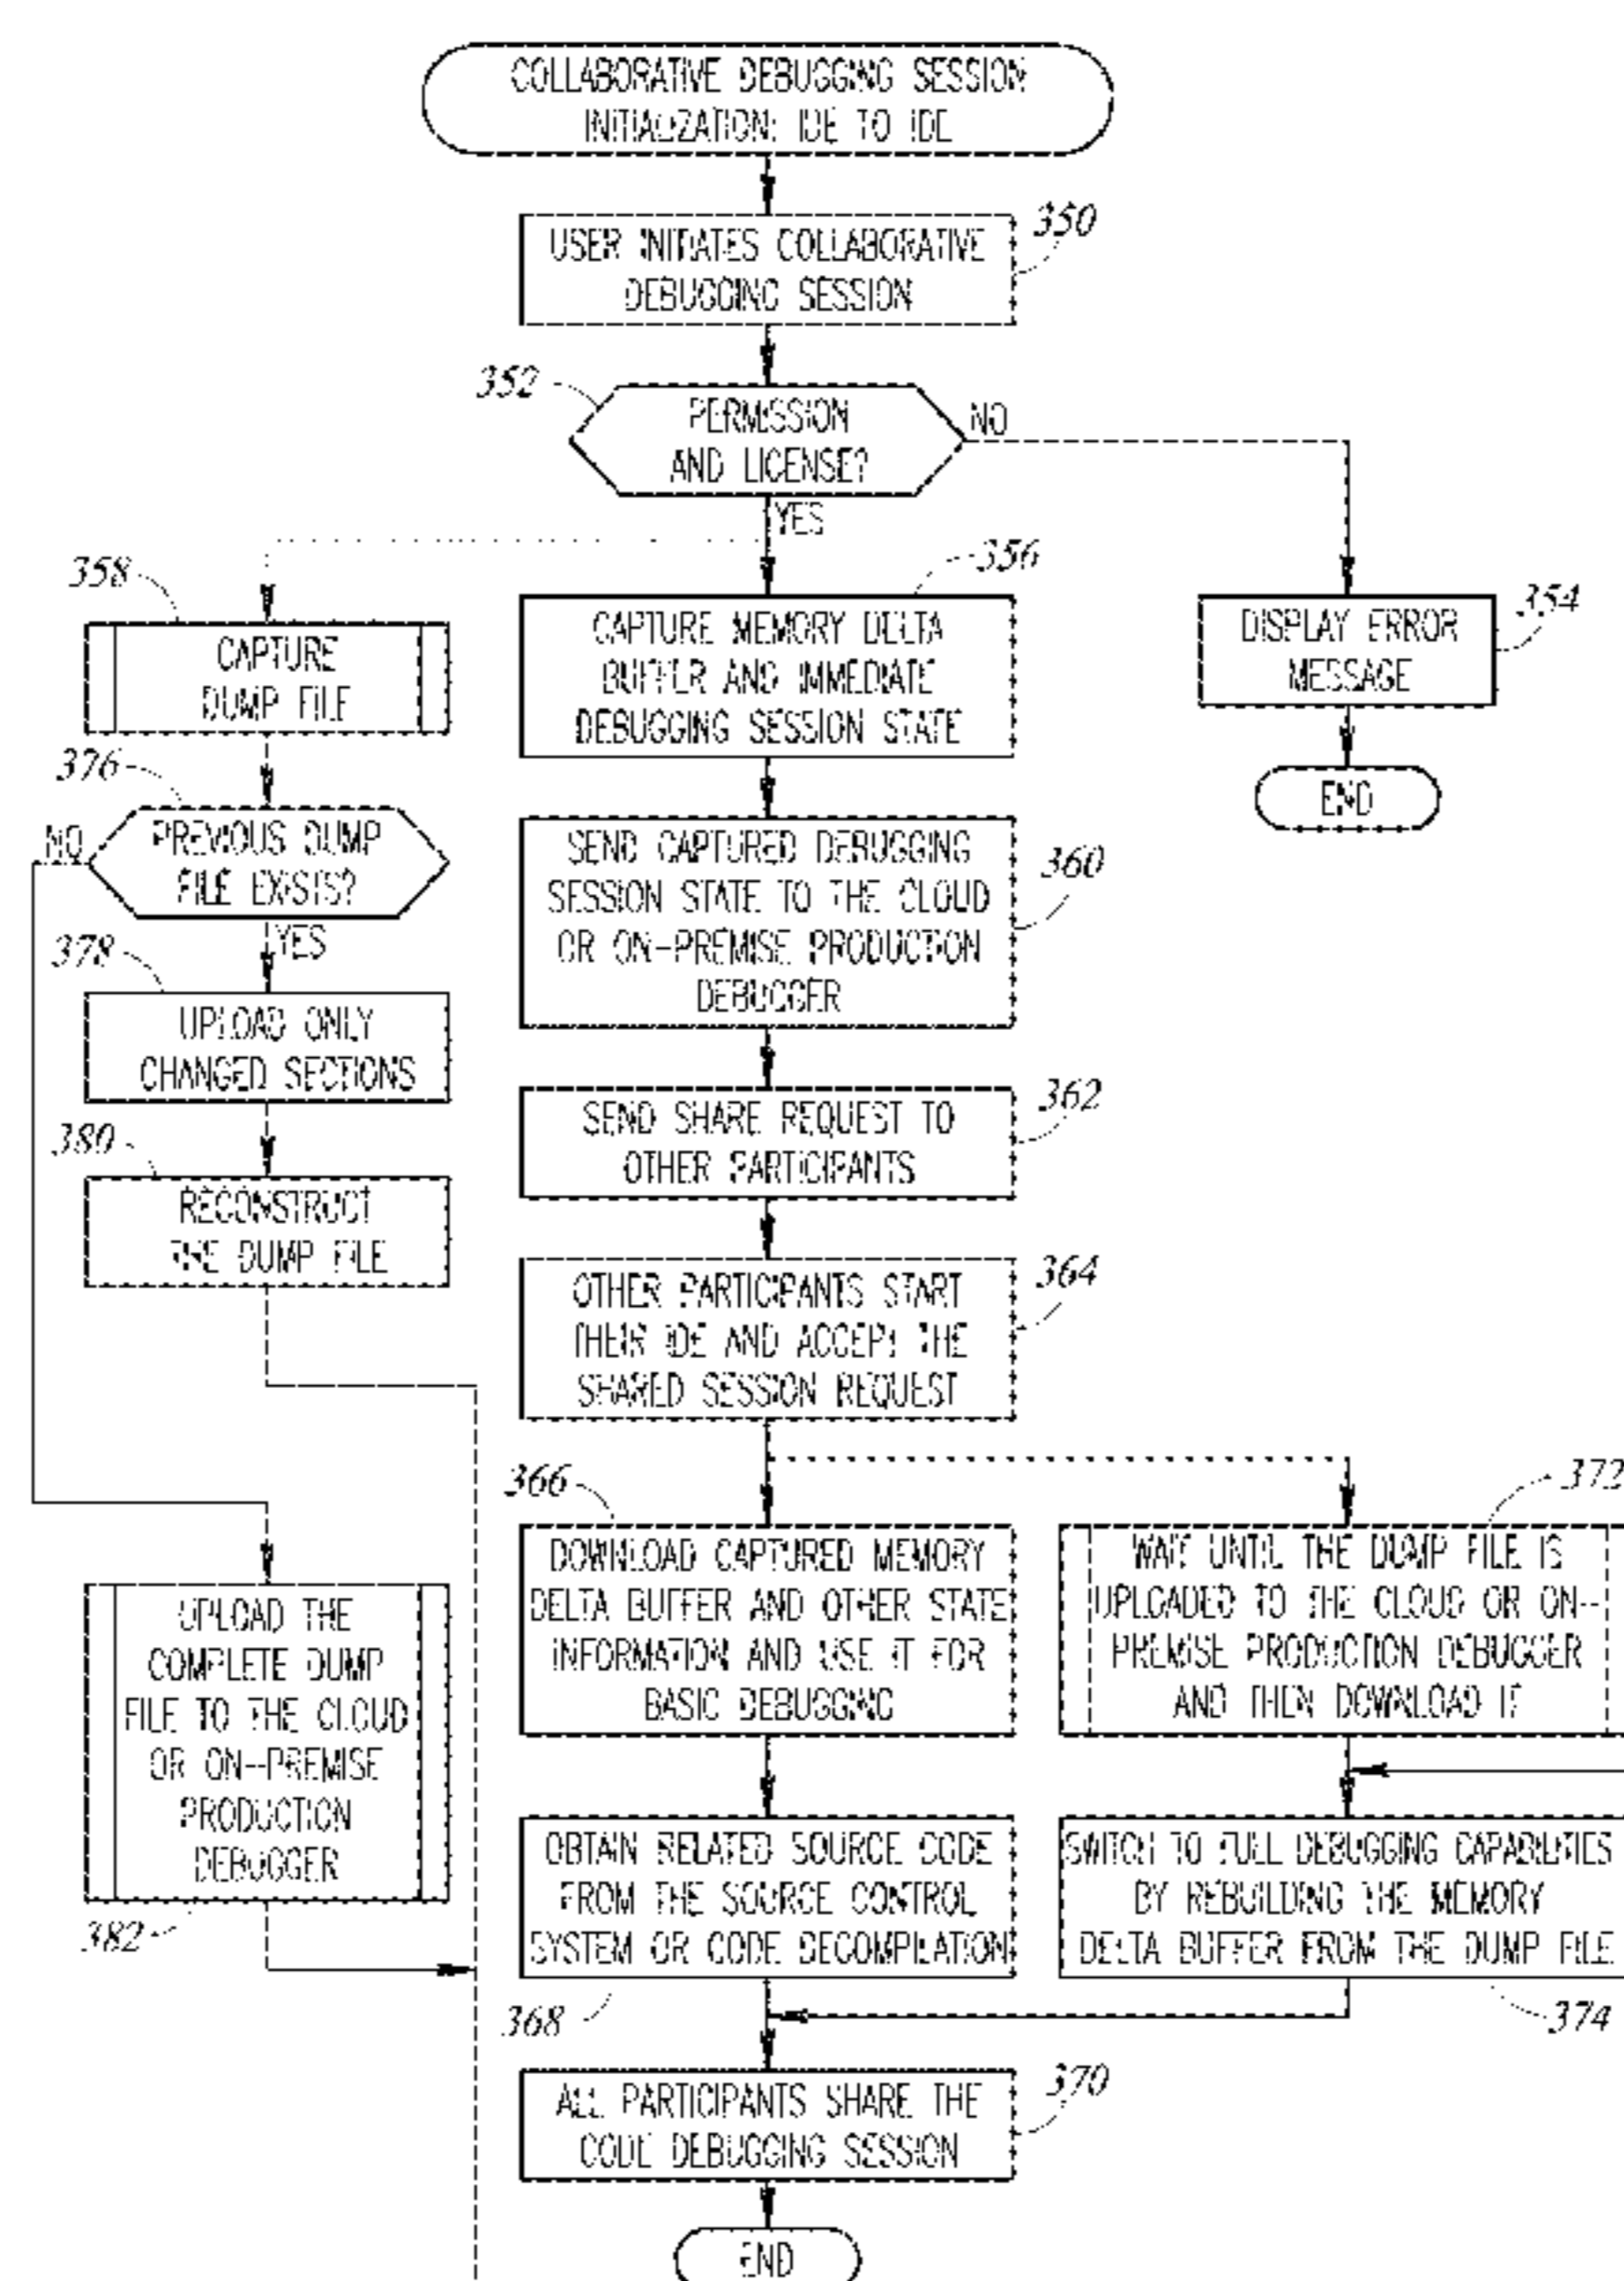 COLLABORATIVE DEBUGGING SESSION
INITIALIZATION: IDE TO IDE
350
USER INITIATES COLLABORATIVE
DEBUGGING SESSION
352
PERMISSION
AND LICENSE?
NO
YES
358
356
354
CAPTURE
DUMP FILE
CAPTURE MEMORY DELTA
BUFFER AND IMMEDIATE
DEBUGGING SESSION STATE
DISPLAY ERROR
MESSAGE
END
376
PREVIOUS DUMP
FILE EXISTS?
NO
YES
360
SEND CAPTURED DEBUGGING
SESSION STATE TO THE CLOUD
OR ON-PREMISE PRODUCTION
DEBUGGER
378
UPLOAD ONLY
CHANGED SECTIONS
362
SEND SHARE REQUEST TO
OTHER PARTICIPANTS
380
RECONSTRUCT
THE DUMP FILE
364
OTHER PARTICIPANTS START
THEIR IDE AND ACCEPT THE
SHARED SESSION REQUEST
366
DOWNLOAD CAPTURED MEMORY
DELTA BUFFER AND OTHER STATE
INFORMATION AND USE IT FOR
BASIC DEBUGGING
372
WAIT UNTIL THE DUMP FILE IS
UPLOADED TO THE CLOUD OR ON-
PREMISE PRODUCTION DEBUGGER
AND THEN DOWNLOAD IT
UPLOAD THE
COMPLETE DUMP
FILE TO THE CLOUD
OR ON-PREMISE
PRODUCTION
DEBUGGER
382
OBTAIN RELATED SOURCE CODE
FROM THE SOURCE CONTROL
SYSTEM OR CODE DECOMPILATION
368
SWITCH TO FULL DEBUGGING CAPABILITIES
BY REBUILDING THE MEMORY
DELTA BUFFER FROM THE DUMP FILE
374
370
ALL PARTICIPANTS SHARE THE
CODE DEBUGGING SESSION
END